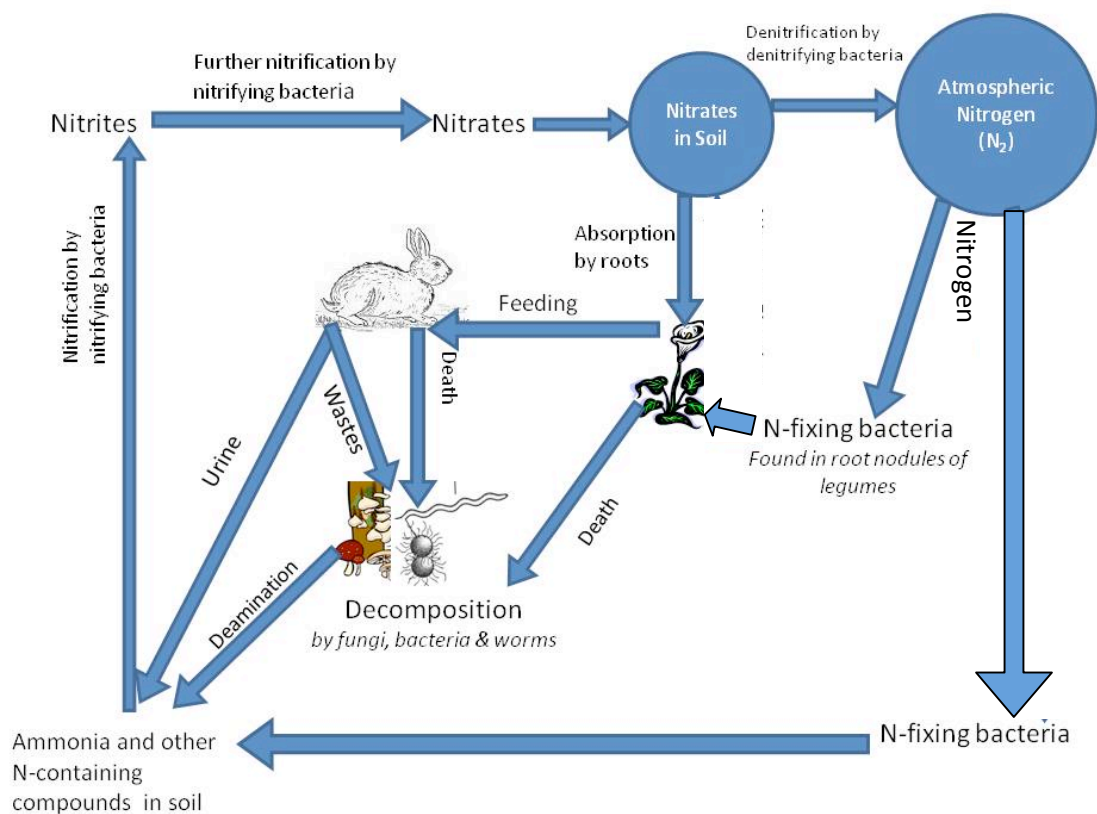 Denitrification by
denitrifying bacteria
Further nitrification by
nitrifying bacteria
Nitrites
Nitrates
Nitrates
in Soil
Atmospheric
Nitrogen
(N₂)
Nitrification by
nitrifying bacteria
Absorption
by roots
Nitrogen
Feeding
Death
Wastes
Urine
N-fixing bacteria
Found in root nodules of
legumes
Death
Deamination
Decomposition
by fungi, bacteria & worms
Ammonia and other
N-containing
compounds in soil
N-fixing bacteria